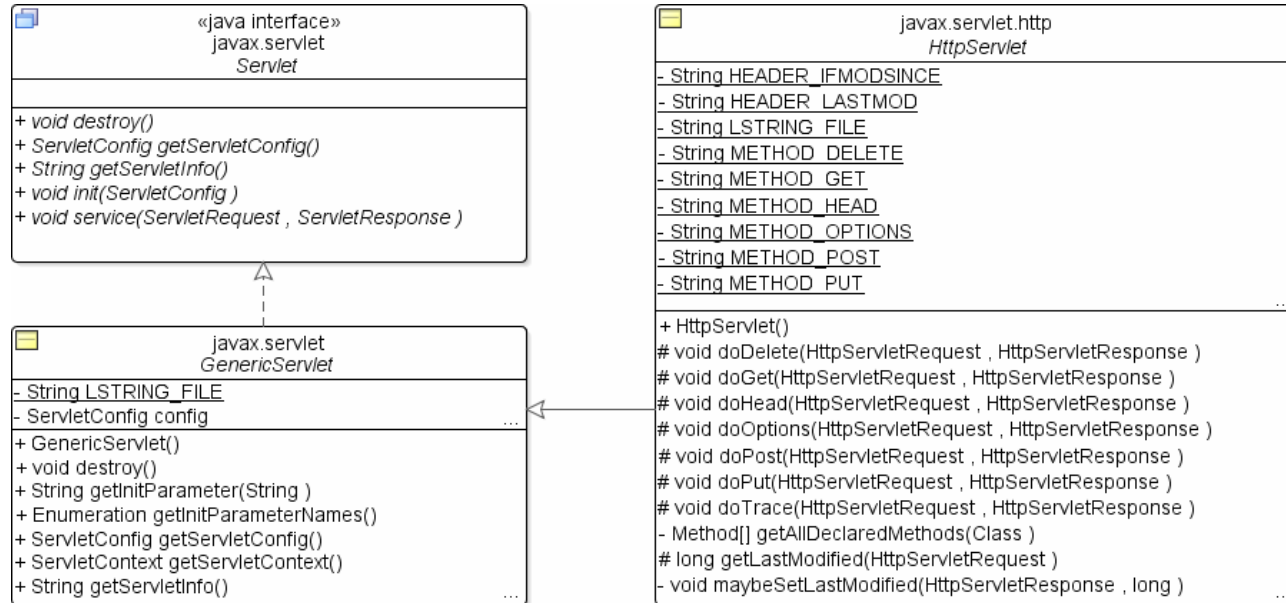 «java interface»
javax.servlet
Servlet
+ void destroy()
+ ServletConfig getServletConfig()
+ String getServletInfo()
+ void init(ServletConfig )
+ void service(ServletRequest , ServletResponse )
javax.servlet
GenericServlet
- String LSTRING_FILE
- ServletConfig config
...
+ GenericServlet()
+ void destroy()
+ String getInitParameter(String )
+ Enumeration getInitParameterNames()
+ ServletConfig getServletConfig()
+ ServletContext getServletContext()
+ String getServletInfo()
...
javax.servlet.http
HttpServlet
- String HEADER_IFMODSINCE
- String HEADER_LASTMOD
- String LSTRING_FILE
- String METHOD_DELETE
- String METHOD_GET
- String METHOD_HEAD
- String METHOD_OPTIONS
- String METHOD_POST
- String METHOD_PUT
...
+ HttpServlet()
# void doDelete(HttpServletRequest , HttpServletResponse )
# void doGet(HttpServletRequest , HttpServletResponse )
# void doHead(HttpServletRequest , HttpServletResponse )
# void doOptions(HttpServletRequest , HttpServletResponse )
# void doPost(HttpServletRequest , HttpServletResponse )
# void doPut(HttpServletRequest , HttpServletResponse )
# void doTrace(HttpServletRequest , HttpServletResponse )
- Method[] getAllDeclaredMethods(Class )
# long getLastModified(HttpServletRequest )
- void maybeSetLastModified(HttpServletResponse , long )
...